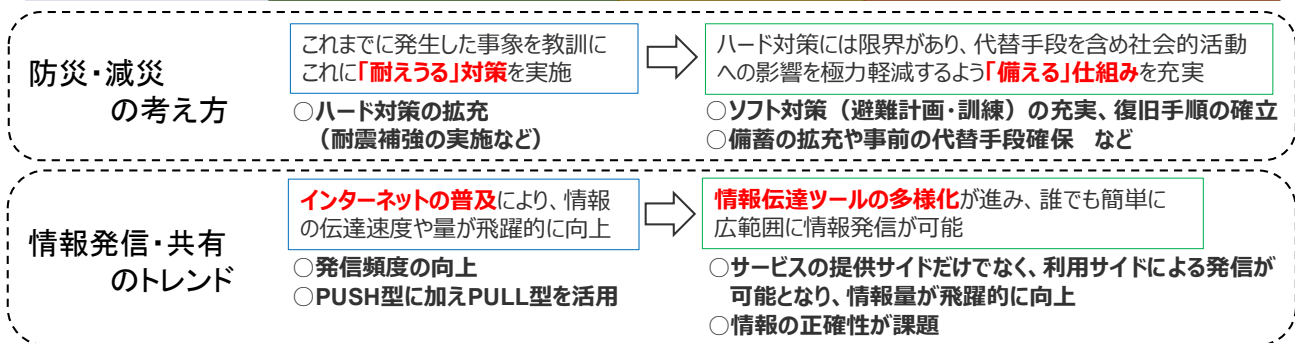 防災・減災
の考え方
これまでに発生した事象を教訓に
これに「耐えうる」対策を実施
○ハード対策の拡充
（耐震補強の実施など）
ハード対策には限界があり、代替手段を含め社会的活動
への影響を極力軽減するよう「備える」仕組みを充実
○ソフト対策（避難計画・訓練）の充実、復旧手順の確立
○備蓄の拡充や事前の代替手段確保　など
情報発信・共有
のトレンド
インターネットの普及により、情報
の伝達速度や量が飛躍的に向上
○発信頻度の向上
○PUSH型に加えPULL型を活用
情報伝達ツールの多様化が進み、誰でも簡単に
広範囲に情報発信が可能
○サービスの提供サイドだけでなく、利用サイドによる発信が
可能となり、情報量が飛躍的に向上
○情報の正確性が課題